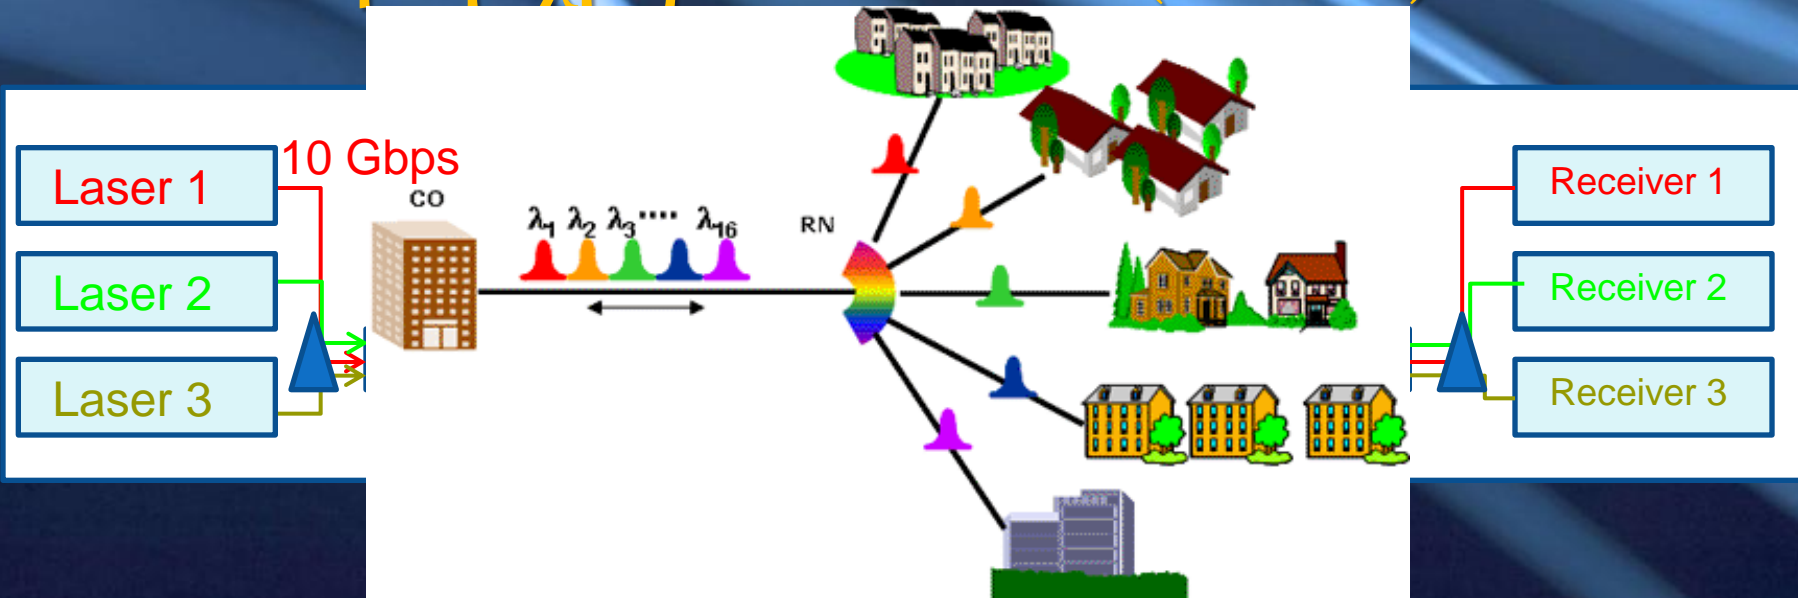 10 Gbps
Laser 1
Laser 2
Laser 3
CO
λ1 λ2 λ3 ···· λ16
RN
Receiver 1
Receiver 2
Receiver 3